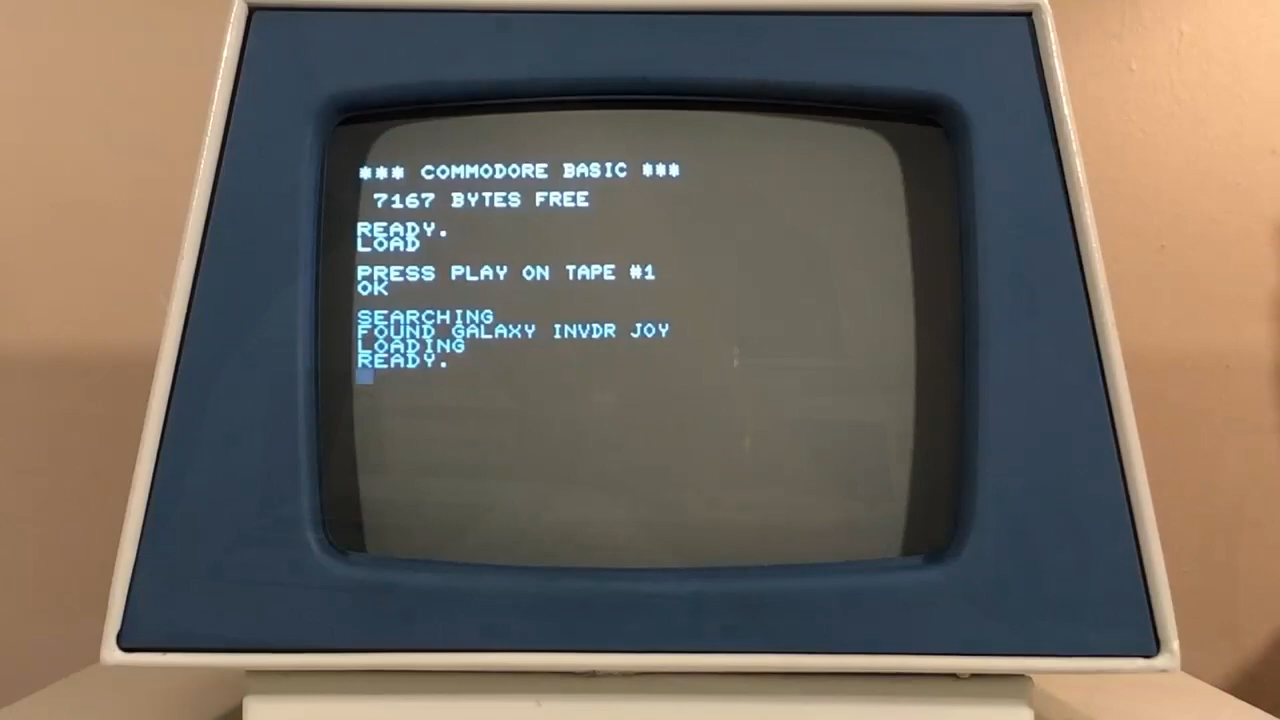 *** COMMODORE BASIC ***
7167 BYTES FREE
READY.
LOAD
PRESS PLAY ON TAPE #1
OK
SEARCHING
FOUND GALAXY INVDR JOY
LOADING
READY.